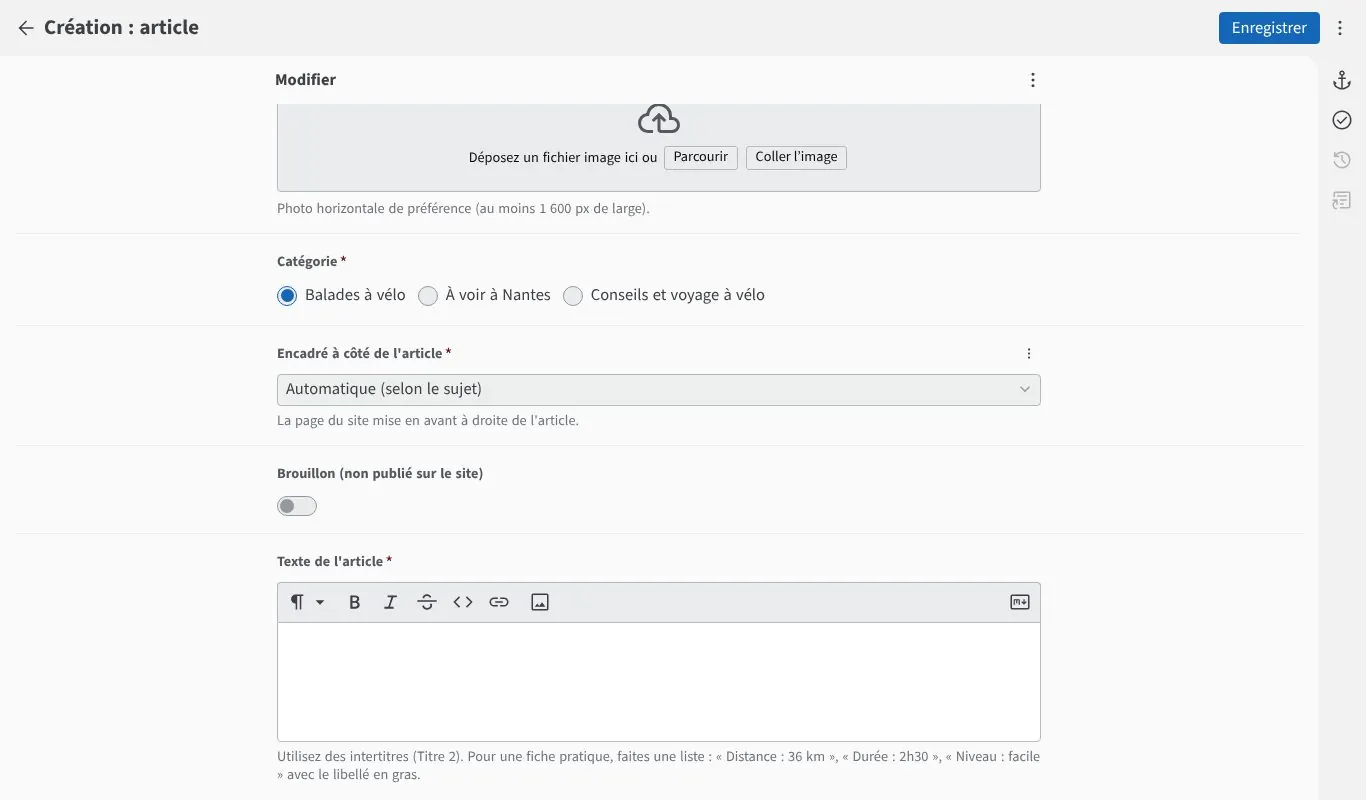 Création : article
Enregistrer
Modifier
Déposez un fichier image ici ou Parcourir Coller l’image
Photo horizontale de préférence (au moins 1 600 px de large).
Catégorie *
Balades à vélo À voir à Nantes Conseils et voyage à vélo
Encadré à côté de l'article *
Automatique (selon le sujet)
La page du site mise en avant à droite de l'article.
Brouillon (non publié sur le site)
Texte de l'article *
Utilisez des intertitres (Titre 2). Pour une fiche pratique, faites une liste : « Distance : 36 km », « Durée : 2h30 », « Niveau : facile
» avec le libellé en gras.